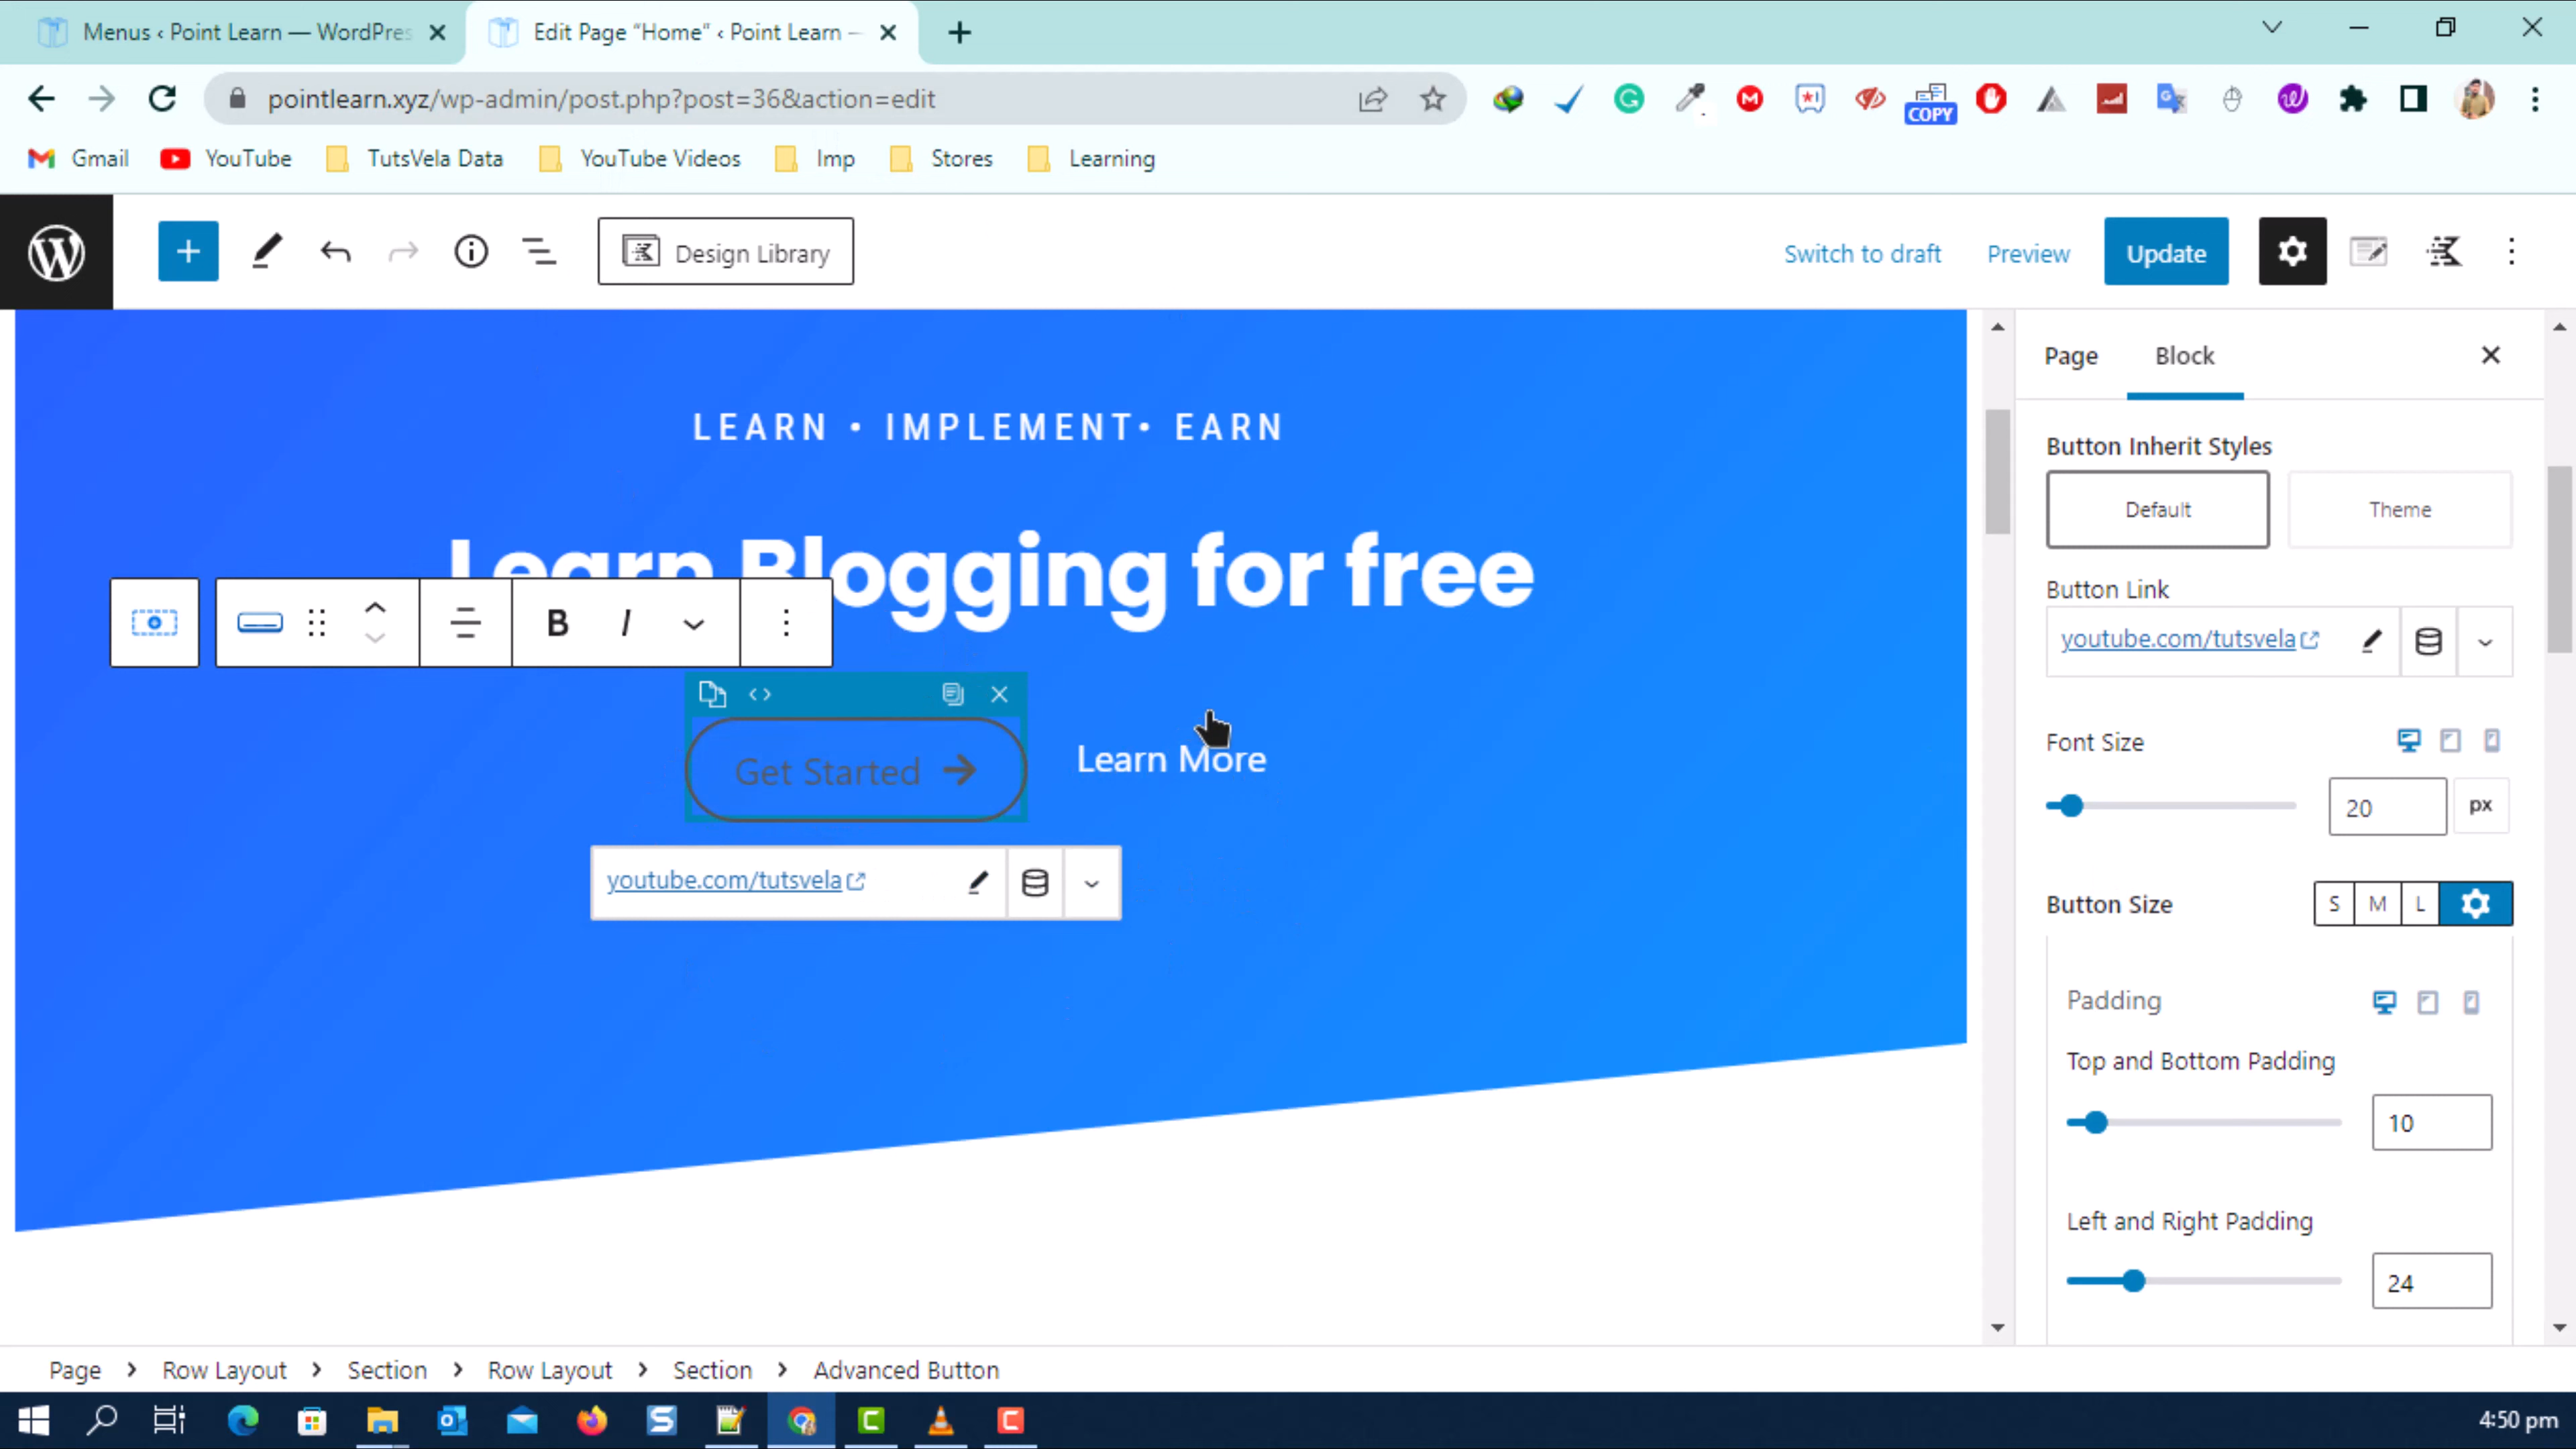 Menus ‹ Point Learn — WordPres
Edit Page “Home” ‹ Point Learn —
pointlearn.xyz/wp-admin/post.php?post=36&action=edit
COPY
Gmail
YouTube
TutsVela Data
YouTube Videos
Imp
Stores
Learning
Design Library
Switch to draft
Preview
Update
Page
Block
LEARN • IMPLEMENT• EARN
Learn Blogging for free
B I
Get Started
Learn More
youtube.com/tutsvela
Button Inherit Styles
Default
Theme
Button Link
youtube.com/tutsvela
Font Size
20
px
Button Size
S
M
L
Padding
Top and Bottom Padding
10
Left and Right Padding
24
Page
Row Layout
Section
Row Layout
Section
Advanced Button
4:50 pm